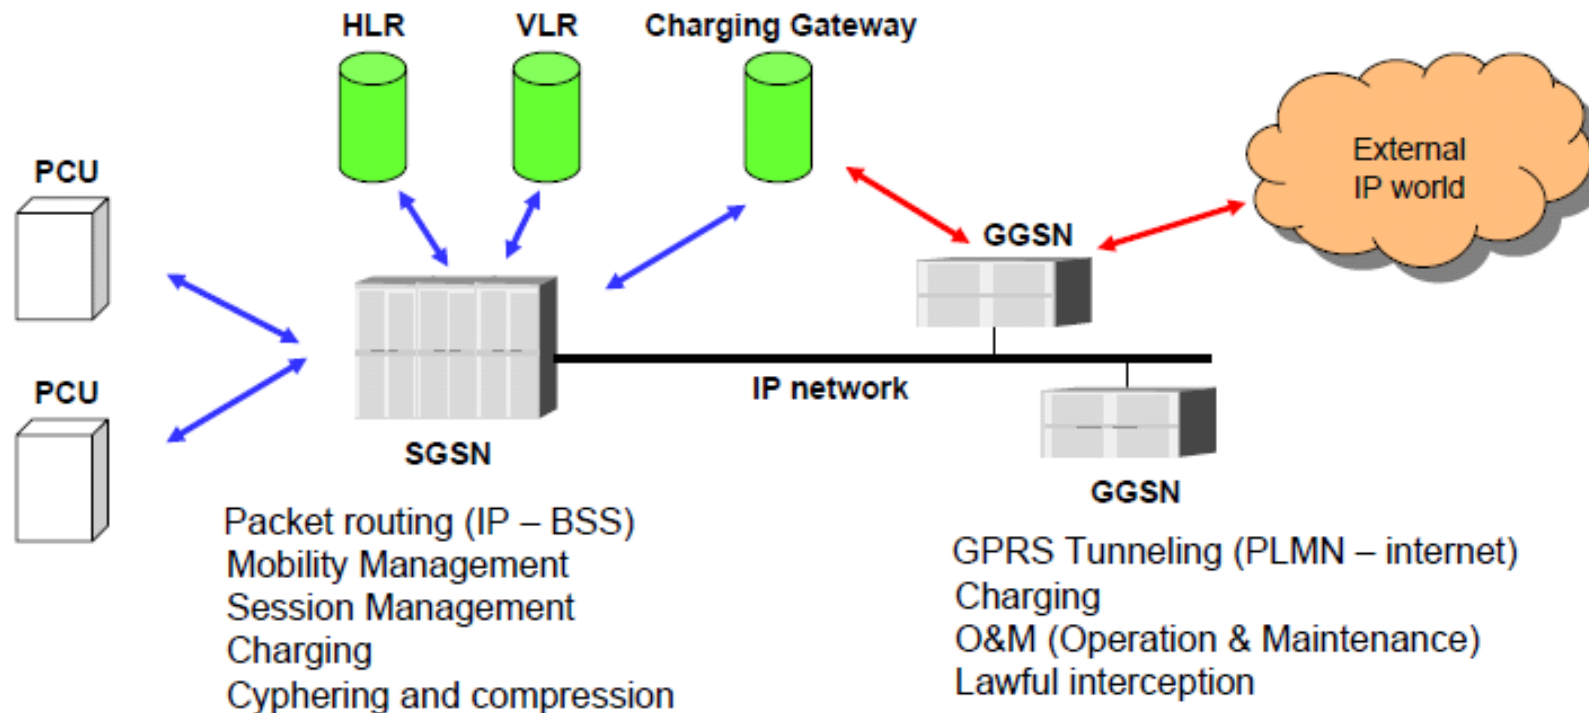 HLR
VLR
Charging Gateway
PCU
External
IP world
GGSN
PCU
IP network
SGSN
GGSN
Packet routing (IP – BSS)
Mobility Management
Session Management
Charging
Cyphering and compression
GPRS Tunneling (PLMN – internet)
Charging
O&M (Operation & Maintenance)
Lawful interception